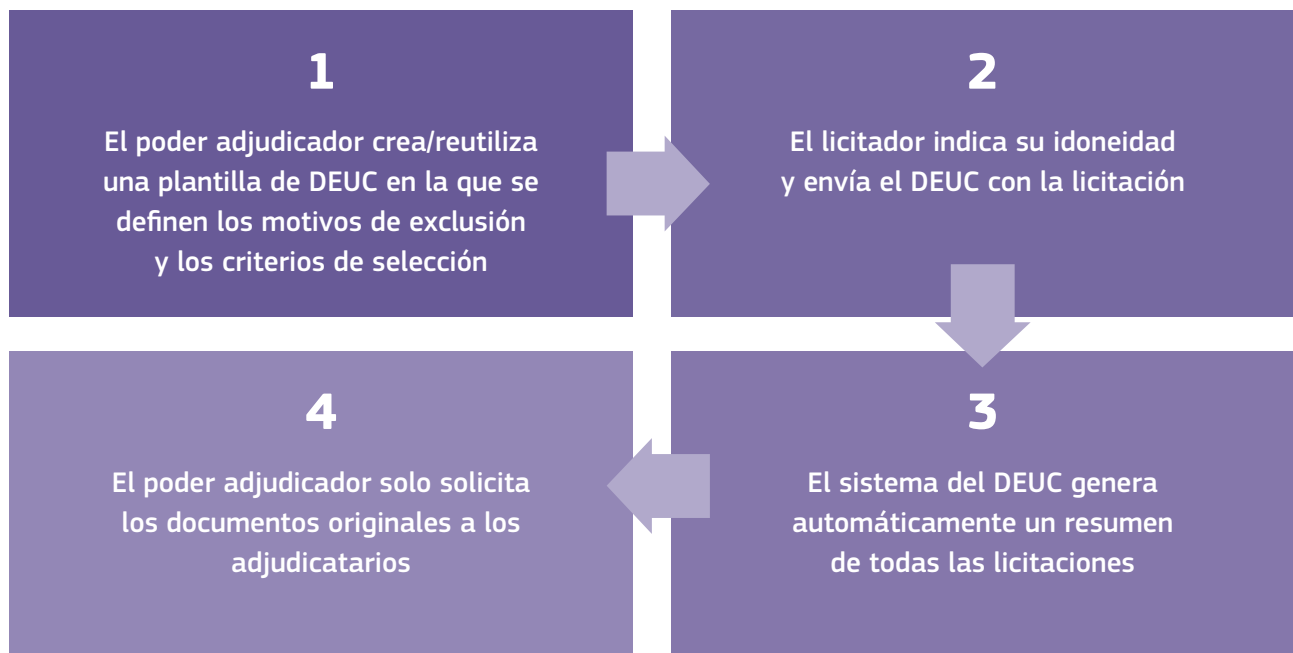 1
El poder adjudicador crea/reutiliza
una plantilla de DEUC en la que se
definen los motivos de exclusión
y los criterios de selección
2
El licitador indica su idoneidad
y envía el DEUC con la licitación
3
El sistema del DEUC genera
automáticamente un resumen
de todas las licitaciones
4
El poder adjudicador solo solicita
los documentos originales a los
adjudicatarios